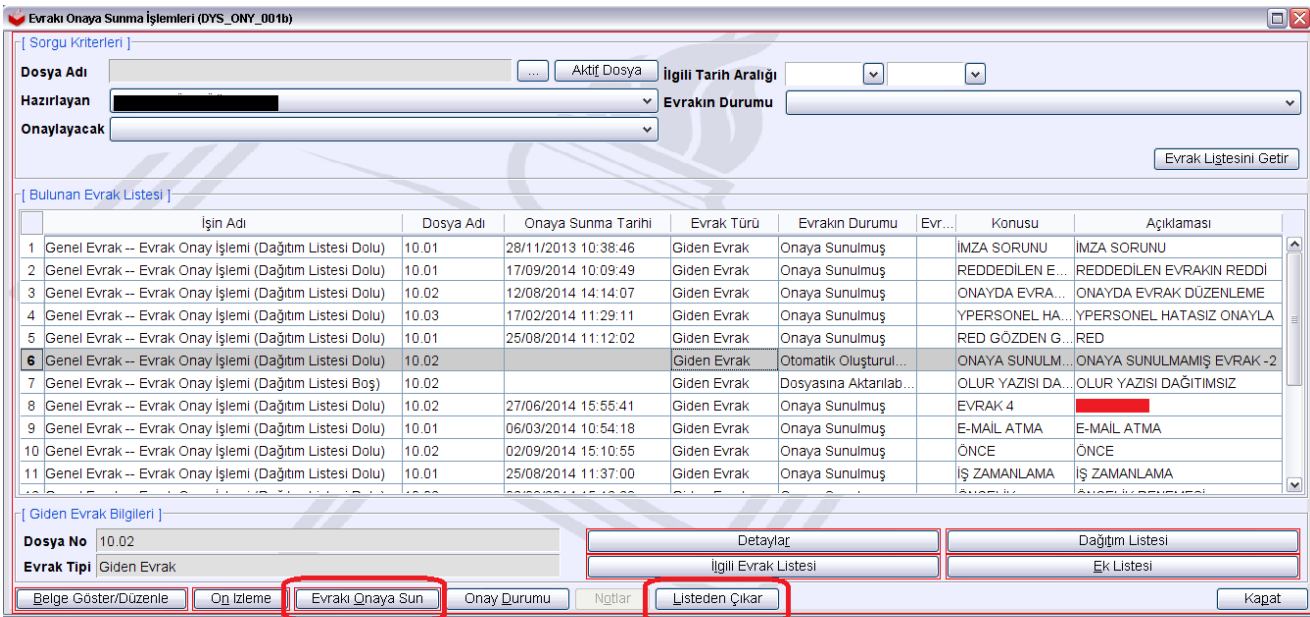 Evrakı Onaya Sunma İşlemleri (DYS_ONY_001b)
[ Sorgu Kriterleri ]
Dosya Adı ... Aktif Dosya İlgili Tarih Aralığı
Hazırlayan Evrakın Durumu
Onaylayacak
Evrak Listesini Getir
[ Bulunan Evrak Listesi ]
İşin Adı Dosya Adı Onaya Sunma Tarihi Evrak Türü Evrakın Durumu Evr... Konusu Açıklaması
1 Genel Evrak -- Evrak Onay İşlemi (Dağıtım Listesi Dolu) 10.01 28/11/2013 10:38:46 Giden Evrak Onaya Sunulmuş İMZA SORUNU İMZA SORUNU
2 Genel Evrak -- Evrak Onay İşlemi (Dağıtım Listesi Dolu) 10.01 17/09/2014 10:09:49 Giden Evrak Onaya Sunulmuş REDDEDİLEN E... REDDEDİLEN EVRAKIN REDDİ
3 Genel Evrak -- Evrak Onay İşlemi (Dağıtım Listesi Dolu) 10.02 12/08/2014 14:14:07 Giden Evrak Onaya Sunulmuş ONAYDA EVRA... ONAYDA EVRAK DÜZENLEME
4 Genel Evrak -- Evrak Onay İşlemi (Dağıtım Listesi Dolu) 10.03 17/02/2014 11:29:11 Giden Evrak Onaya Sunulmuş YPERSONEL HA... YPERSONEL HATASIZ ONAYLA
5 Genel Evrak -- Evrak Onay İşlemi (Dağıtım Listesi Dolu) 10.01 25/08/2014 11:12:02 Giden Evrak Onaya Sunulmuş RED GÖZDEN G... RED
6 Genel Evrak -- Evrak Onay İşlemi (Dağıtım Listesi Dolu) 10.02 Giden Evrak Otomatik Oluşturul... ONAYA SUNULM... ONAYA SUNULMAMIŞ EVRAK -2
7 Genel Evrak -- Evrak Onay İşlemi (Dağıtım Listesi Boş) 10.02 Giden Evrak Dosyasına Aktarılab... OLUR YAZISI DA... OLUR YAZISI DAĞITIMSIZ
8 Genel Evrak -- Evrak Onay İşlemi (Dağıtım Listesi Dolu) 10.02 27/06/2014 15:55:41 Giden Evrak Onaya Sunulmuş EVRAK 4
9 Genel Evrak -- Evrak Onay İşlemi (Dağıtım Listesi Dolu) 10.01 06/03/2014 10:54:18 Giden Evrak Onaya Sunulmuş E-MAİL ATMA E-MAİL ATMA
10 Genel Evrak -- Evrak Onay İşlemi (Dağıtım Listesi Dolu) 10.02 02/09/2014 15:10:55 Giden Evrak Onaya Sunulmuş ÖNCE ÖNCE
11 Genel Evrak -- Evrak Onay İşlemi (Dağıtım Listesi Dolu) 10.01 25/08/2014 11:37:00 Giden Evrak Onaya Sunulmuş İŞ ZAMANLAMA İŞ ZAMANLAMA
[ Giden Evrak Bilgileri ]
Dosya No 10.02 Detaylar Dağıtım Listesi
Evrak Tipi Giden Evrak İlgili Evrak Listesi Ek Listesi
Belge Göster/Düzenle Ön İzleme Evrakı Onaya Sun Onay Durumu Notlar Listeden Çıkar Kapat